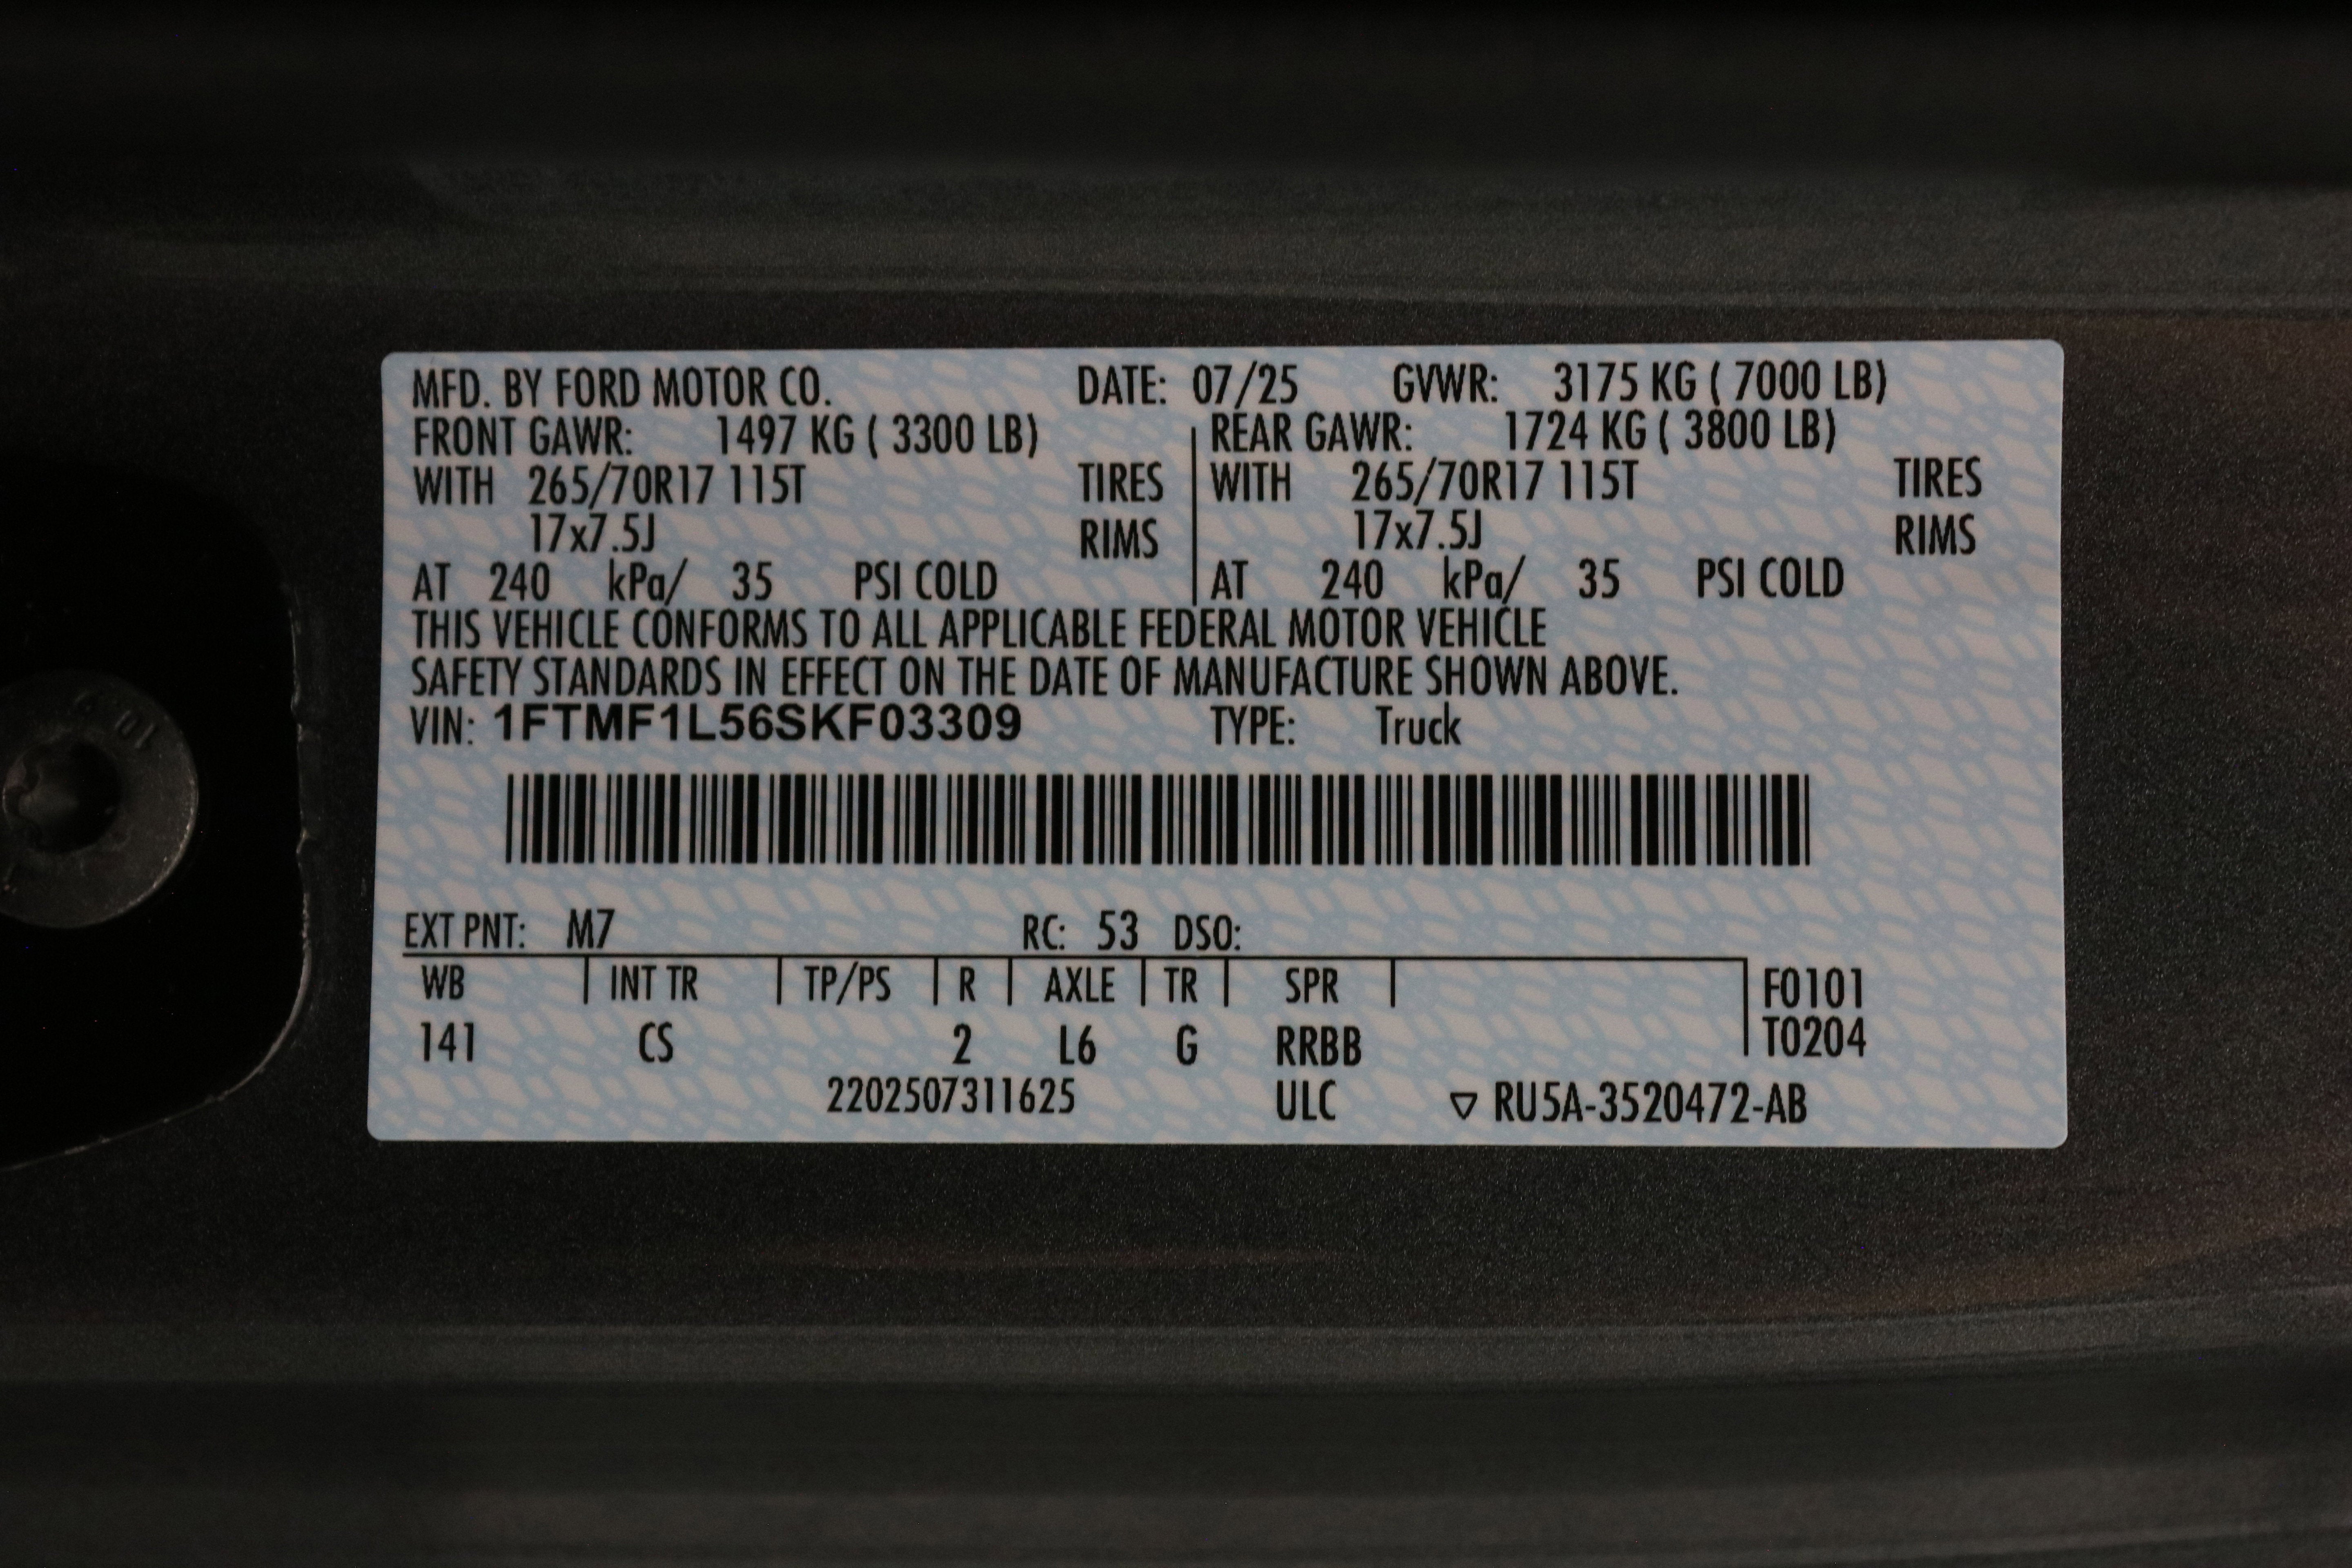 MFD. BY FORD MOTOR CO. DATE: 07/25 GVWR: 3175 KG ( 7000 LB)
FRONT GAWR: 1497 KG ( 3300 LB) REAR GAWR: 1724 KG ( 3800 LB)
WITH 265/70R17 115T TIRES WITH 265/70R17 115T TIRES
17x7.5J RIMS 17x7.5J RIMS
AT 240 kPa/ 35 PSI COLD AT 240 kPa/ 35 PSI COLD
THIS VEHICLE CONFORMS TO ALL APPLICABLE FEDERAL MOTOR VEHICLE
SAFETY STANDARDS IN EFFECT ON THE DATE OF MANUFACTURE SHOWN ABOVE.
VIN: 1FTMF1L56SKF03309 TYPE: Truck
EXT PNT: M7 RC: 53 DSO:
WB INT TR TP/PS R AXLE TR SPR F0101
141 CS 2 L6 G RRBB T0204
2202507311625 ULC ▽ RU5A-3520472-AB
10.9